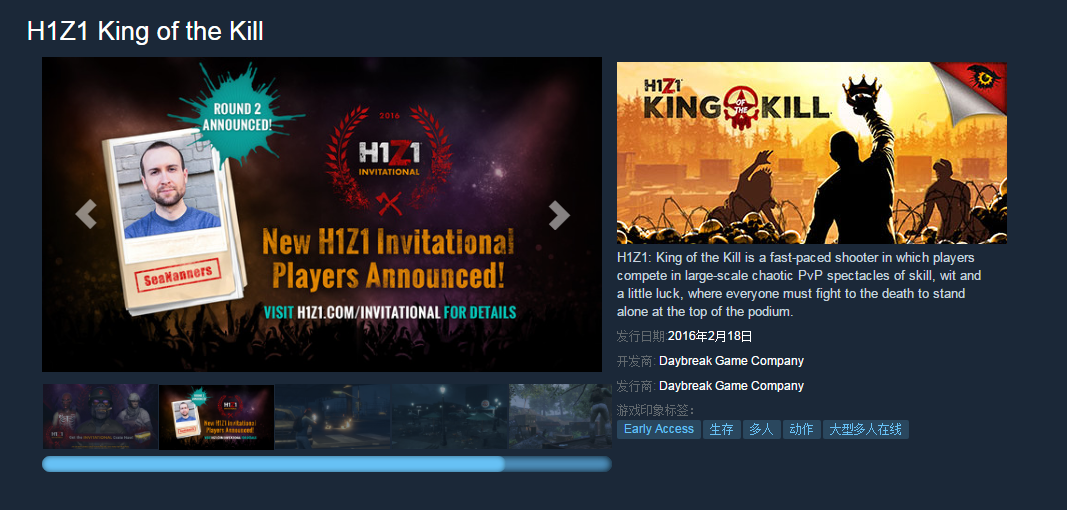 H1Z1 King of the Kill
ROUND 2
ANNOUNCED!
2016
H1Z1
INVITATIONAL
SeaNanners
New H1Z1 Invitational
Players Announced!
VISIT H1Z1.COM/INVITATIONAL FOR DETAILS
H1Z1
KING OF THE KILL
H1Z1: King of the Kill is a fast-paced shooter in which players
compete in large-scale chaotic PvP spectacles of skill, wit and
a little luck, where everyone must fight to the death to stand
alone at the top of the podium.
发行日期:2016年2月18日
开发商: Daybreak Game Company
发行商: Daybreak Game Company
游戏印象标签:
Early Access 生存 多人 动作 大型多人在线